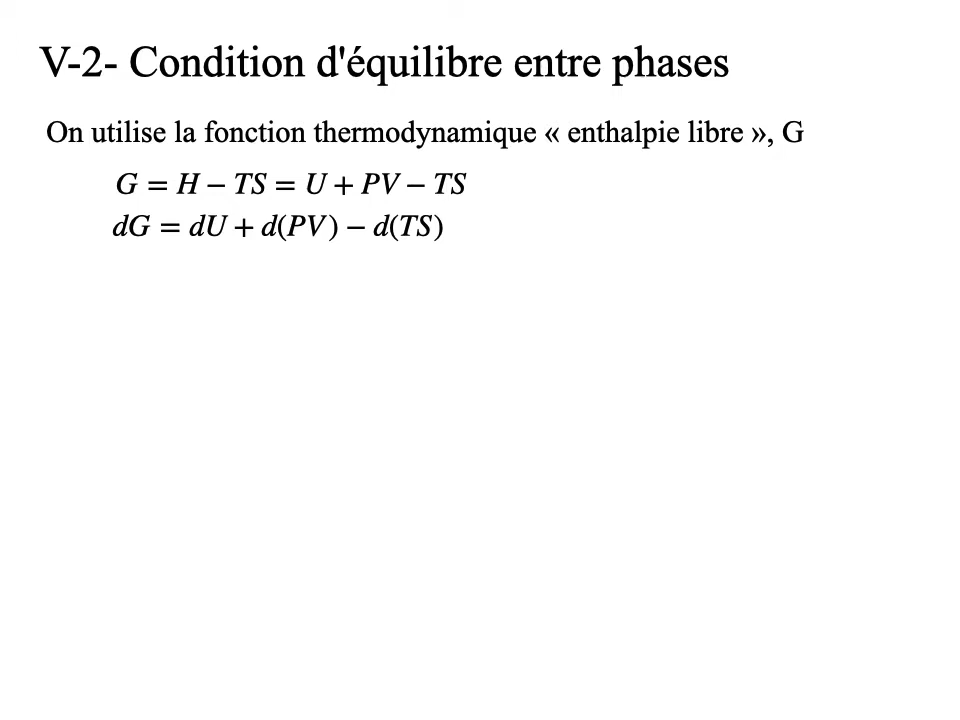 V-2- Condition d'équilibre entre phases
On utilise la fonction thermodynamique « enthalpie libre », G
G = H − TS = U + PV − TS
dG = dU + d(PV) − d(TS)